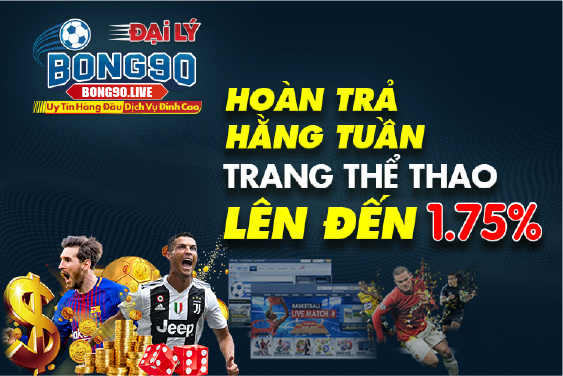 ĐẠI LÝ
BONG90
BONG90.LIVE
Uy Tín Hàng Đầu Dịch Vụ Đỉnh Cao
HOÀN TRẢ
HẰNG TUẦN
TRANG THỂ THAO
LÊN ĐẾN 1.75%
Jeep
BASKETBALL
LIVE MATCH